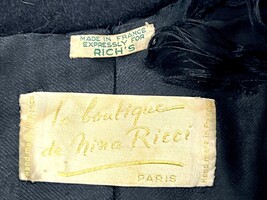 MADE IN FRANCE
EXPRESSLY FOR
RICH'S
La boutique
de Nina Ricci
PARIS